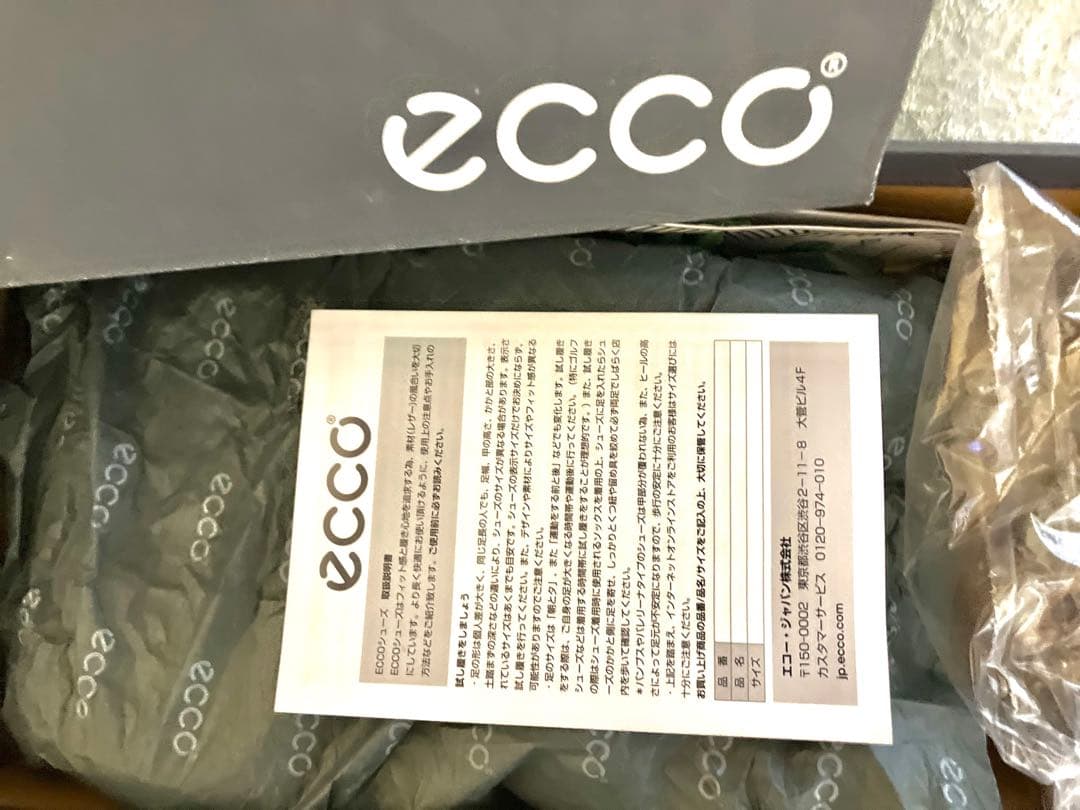 ecco®
ecco®
ECCOシューズ 取扱説明書
ECCOシューズはフィット感と履き心地を追求する為、素材(レザー)の風合いを大切
にしています。より長く快適にお使い頂けるように、使用上の注意点やお手入れの
方法などをご紹介致します。ご使用前に必ずお読みください。
試し履きをしましょう
・足の形は個人差が大きく、同じ足長の人でも、足幅、甲の高さ、かかと部の大きさ、
土踏まずの深さなどの違いにより、シューズのサイズが異なる場合があります。表示さ
れているサイズはあくまでも目安です。シューズの表示サイズだけでお決めにならず、
試し履きを行ってください。また、デザインや素材によりサイズやフィット感が異なる
可能性がありますのでご注意ください。
・足のサイズは「朝と夕」、また「運動をする前と後」などでも変化します。試し履き
をする際は、ご自身の足が大きくなる時間帯や運動後に行ってください。(特にゴルフ
シューズなどは着用する時間帯に試し履きをすることが理想的です。)また、試し履き
の際はシューズ着用時に使用されるソックスを着用の上、シューズに足を入れたらシュ
ーズのかかと側に足を寄せ、しっかりとくつ紐や留め具を絞めて必ず両足でしばらく店
内を歩いて確認してください。
*パンプスやバレリーナタイプのシューズは甲部分が覆われない為、また、ヒールの高
さによって足元が不安定になりますので、歩行の安定に十分にご注意ください。
・上記を踏まえ、インターネットオンラインストアをご利用のお客様はサイズ選びには
十分にご注意ください。
お買い上げ商品の品番/品名/サイズをご記入の上、大切に保管してください。
品 番
品 名
サイズ
エコー・ジャパン株式会社
〒150-0002 東京都渋谷区渋谷2-11-8 大菅ビル4F
カスタマーサービス 0120-974-010
jp.ecco.com
ecco
ecco
ecco
ecco
ecco
ecco
ecco
ecco
ecco